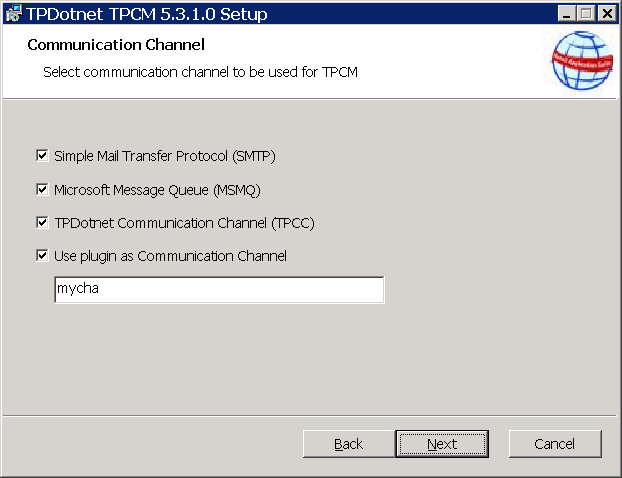 TPDotnet TPCM 5.3.1.0 Setup
Communication Channel
Select communication channel to be used for TPCM
Simple Mail Transfer Protocol (SMTP)
Microsoft Message Queue (MSMQ)
TPDotnet Communication Channel (TPCC)
Use plugin as Communication Channel
mycha
Back Next Cancel